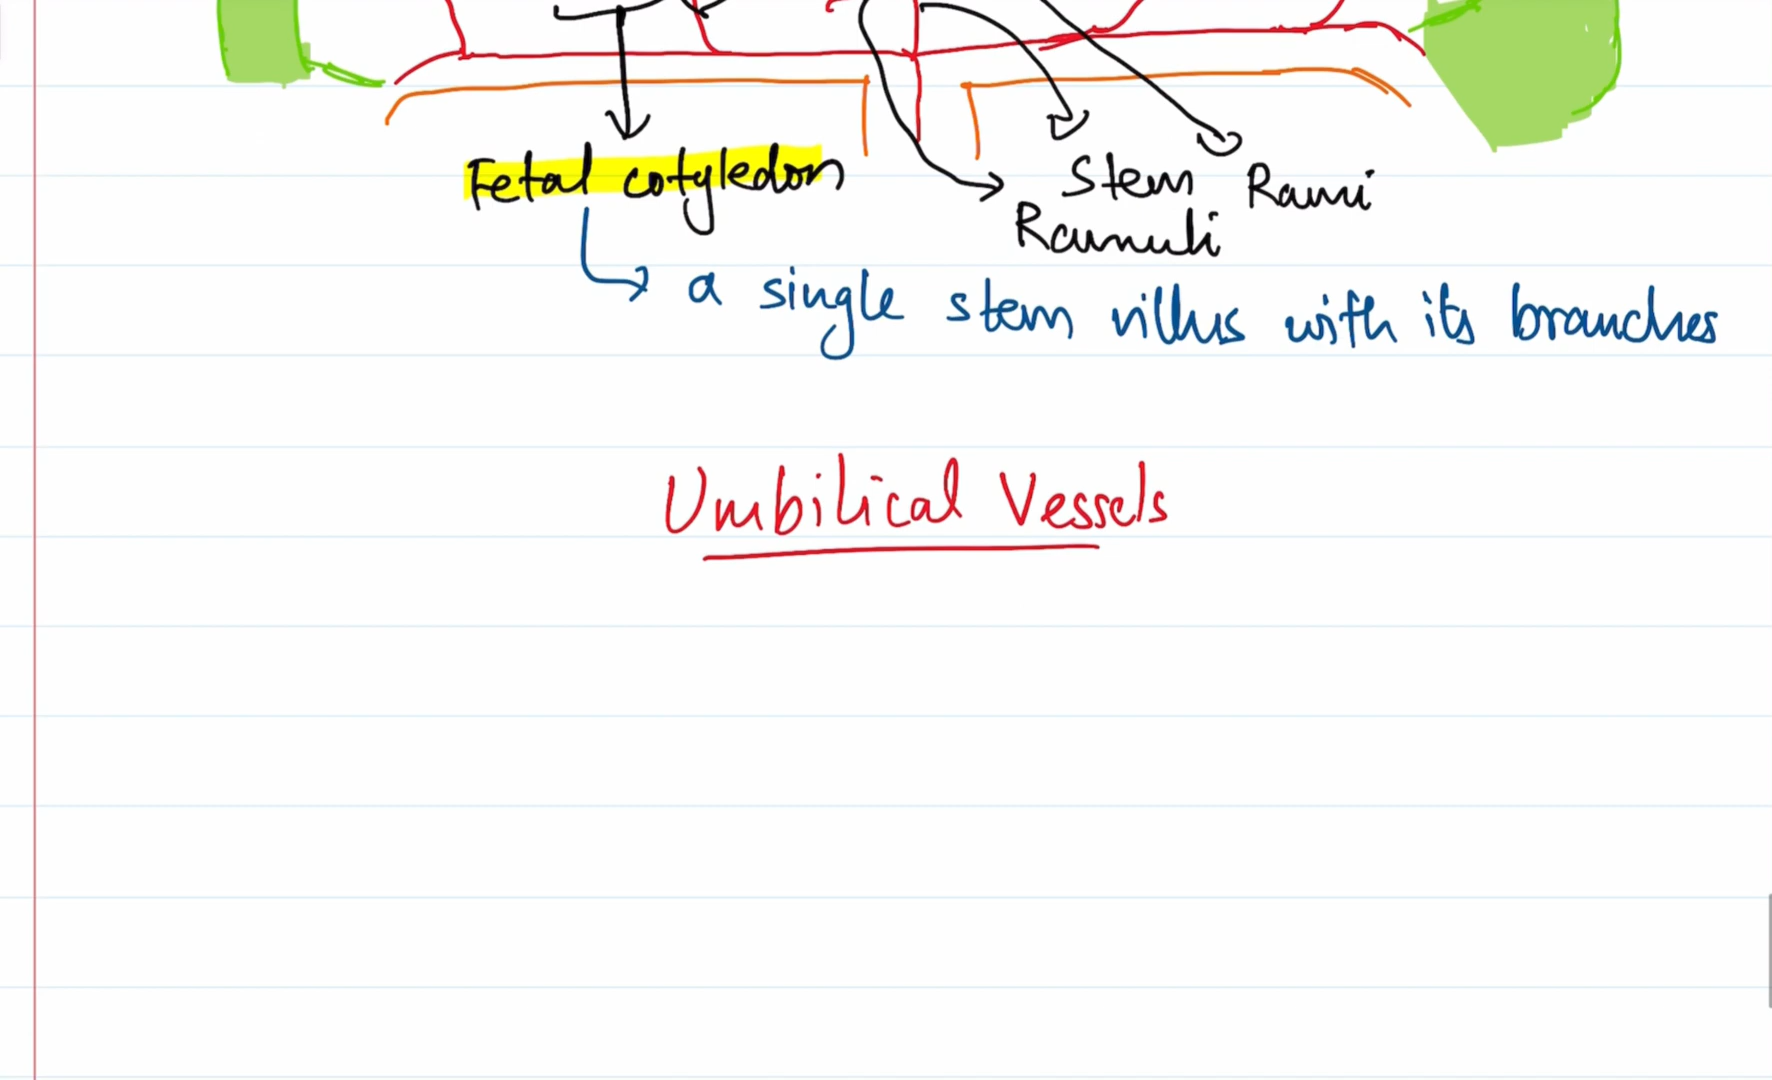 Fetal cotyledon
Stem Rami
Ramuli
a single stem villus with its branches
Umbilical Vessels